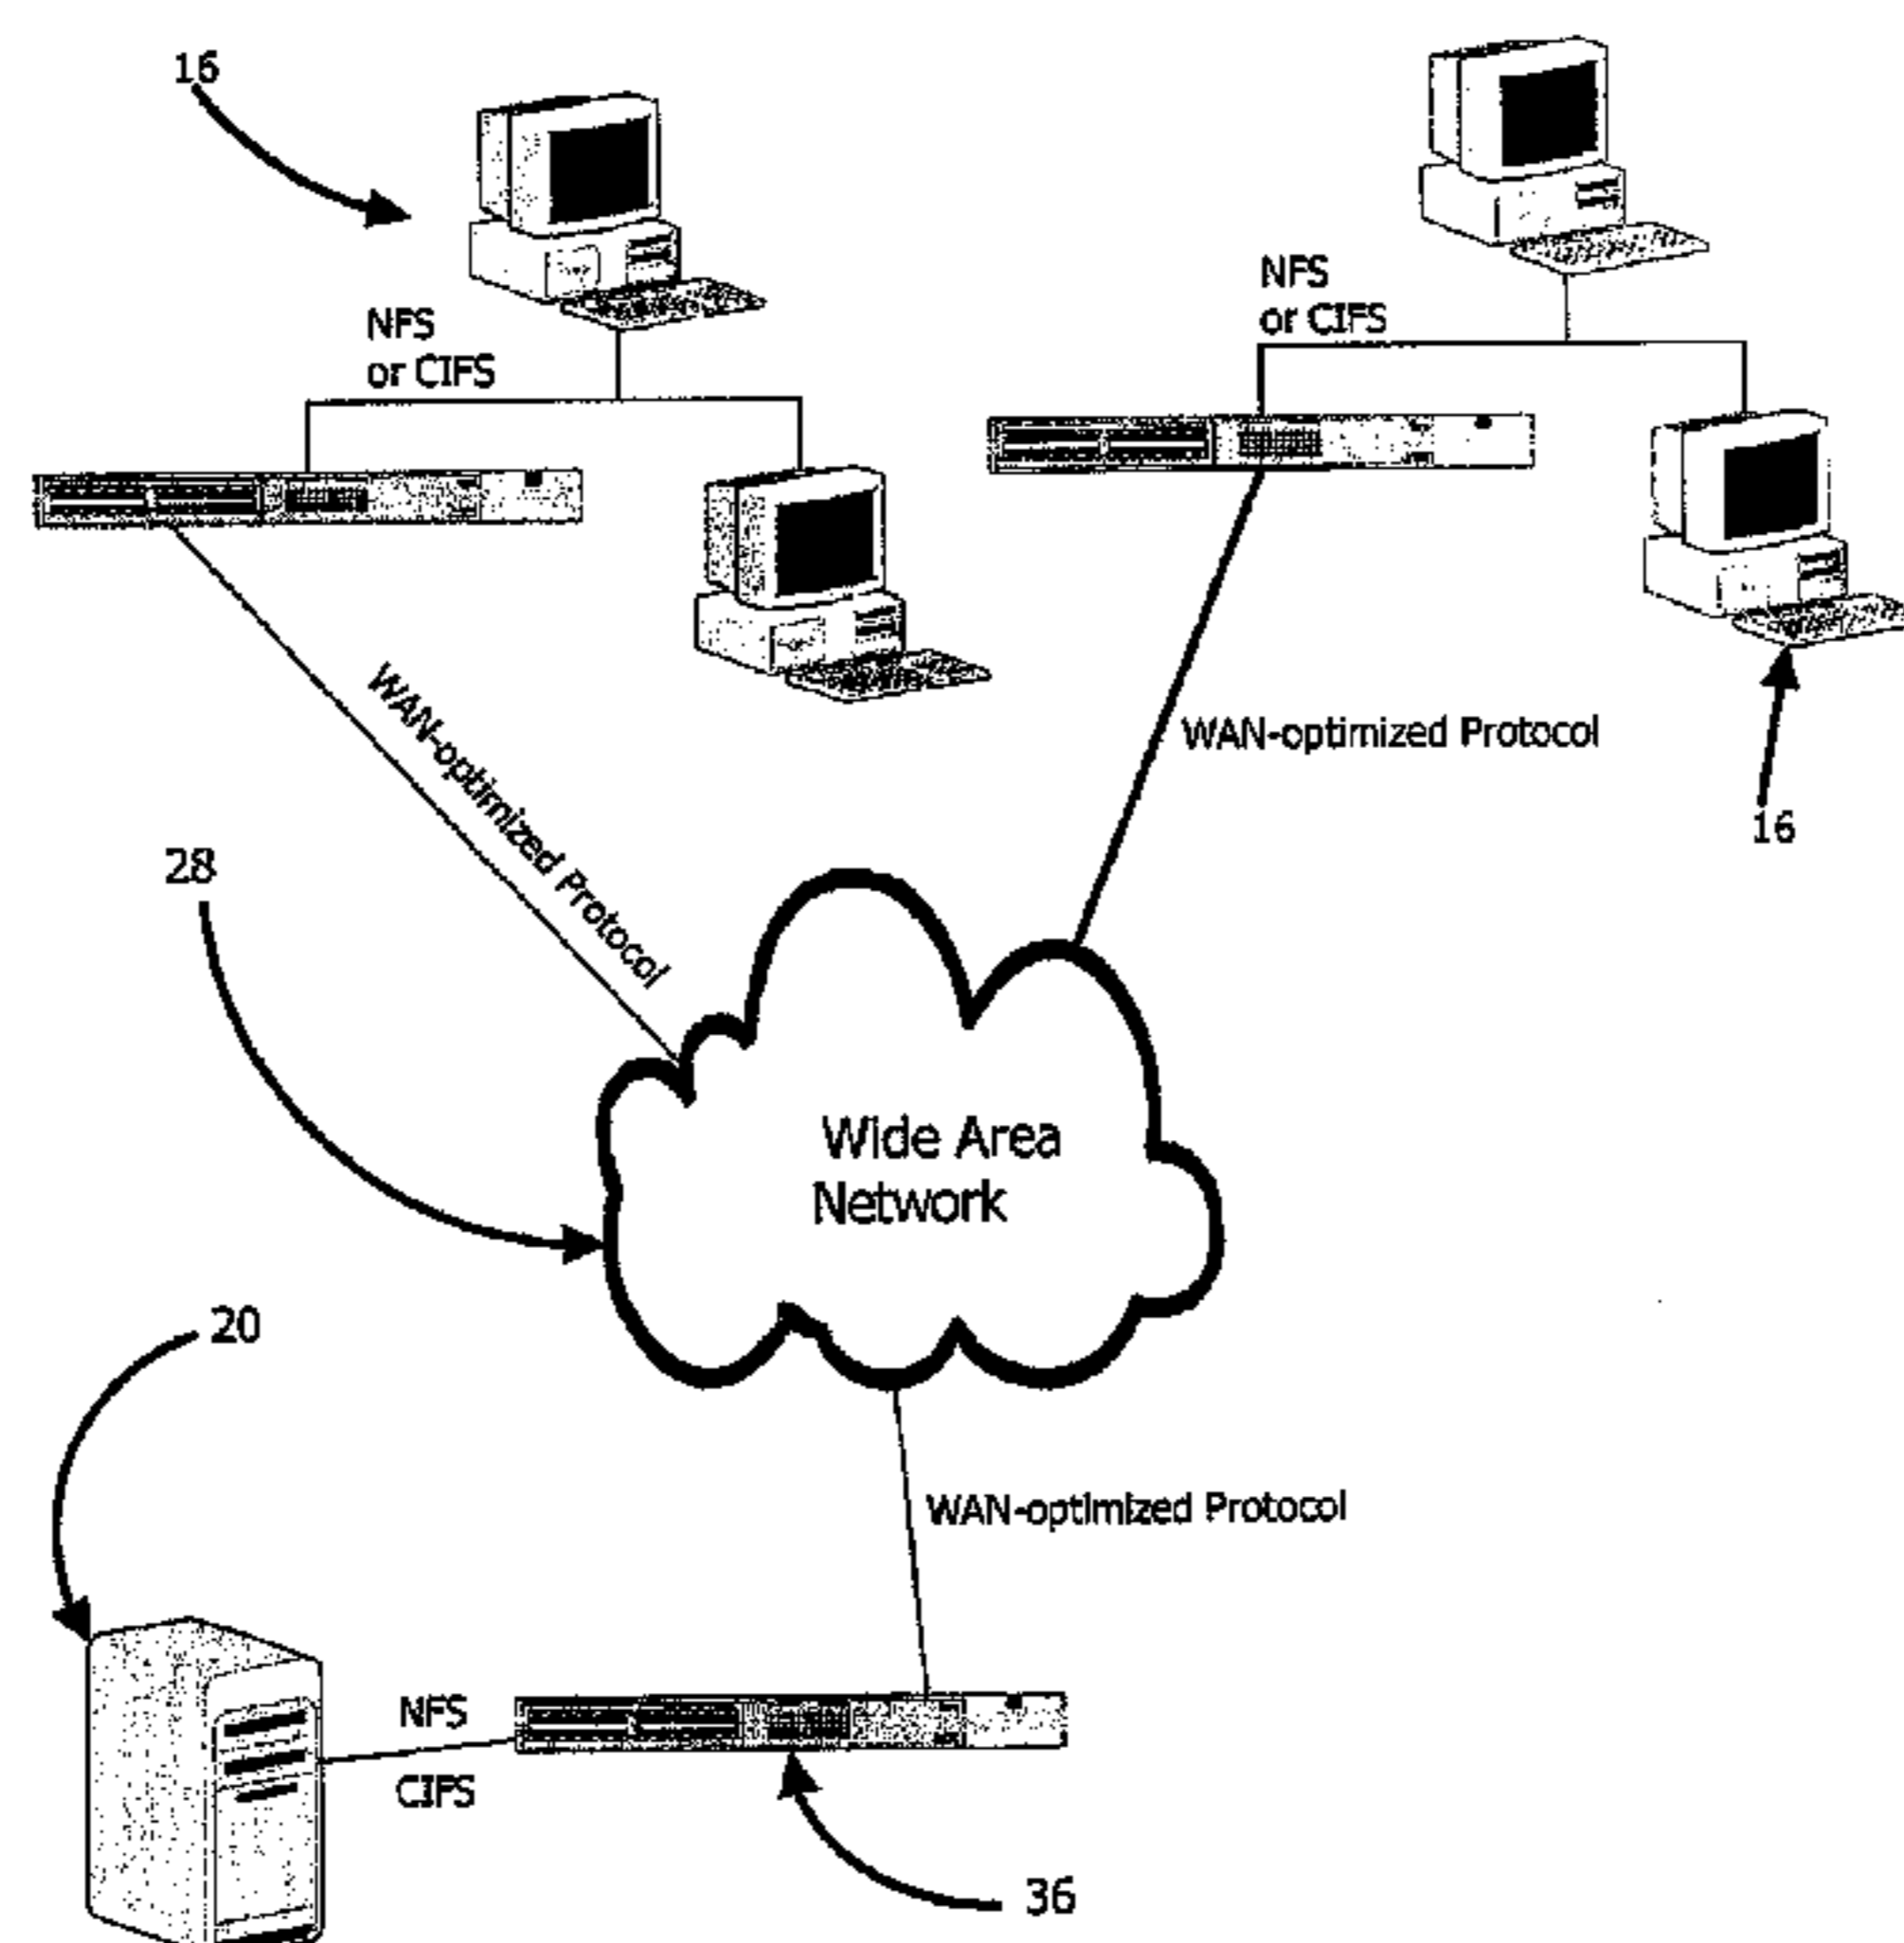 16
NFS
or CIFS
NFS
or CIFS
WAN-optimized Protocol
WAN-optimized Protocol
16
28
Wide Area
Network
20
WAN-optimized Protocol
NFS
CIFS
36